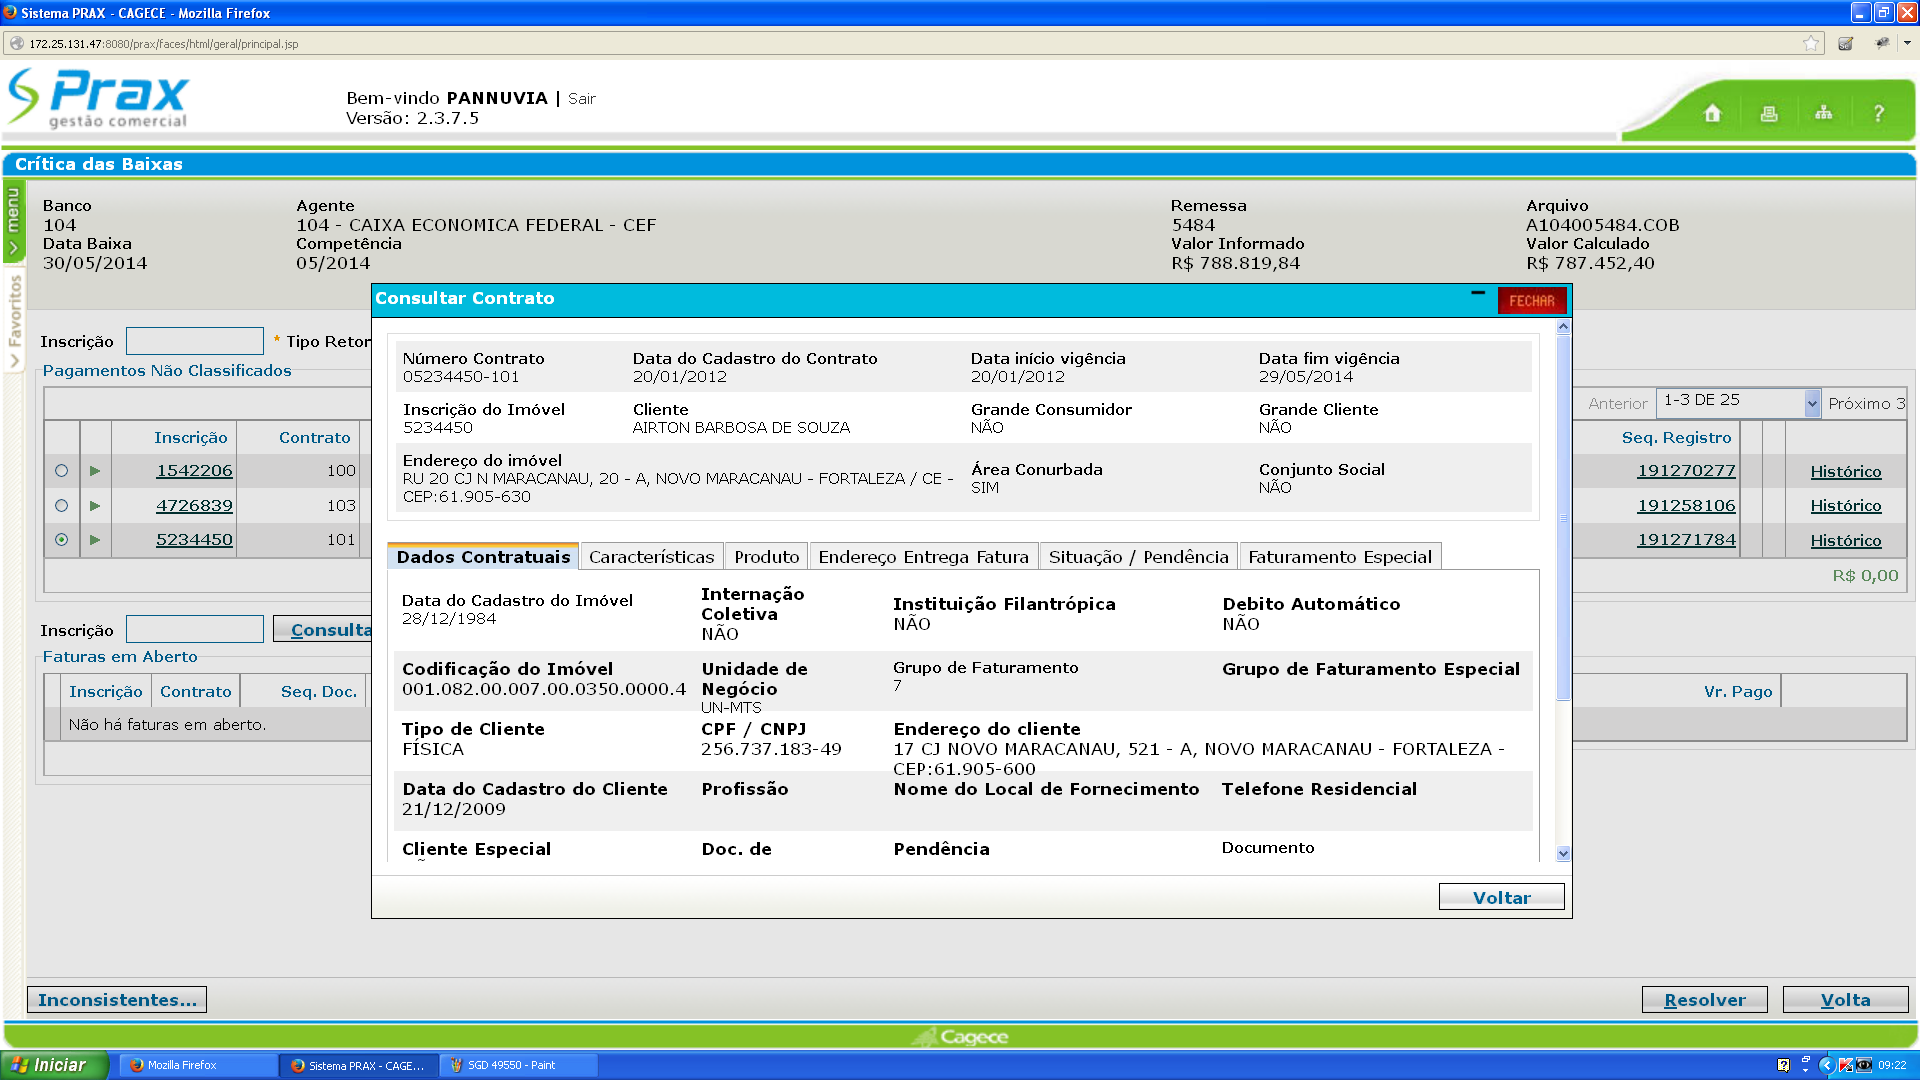 Sistema PRAX - CAGECE - Mozilla Firefox
172.25.131.47:8080/prax/faces/html/geral/principal.jsp
Prax
gestão comercial
Bem-vindo PANNUVIA | Sair
Versão: 2.3.7.5
?
Crítica das Baixas
menu
Favoritos
Banco
104
Agente
104 - CAIXA ECONOMICA FEDERAL - CEF
Remessa
5484
Arquivo
A104005484.COB
Data Baixa
30/05/2014
Competência
05/2014
Valor Informado
R$ 788.819,84
Valor Calculado
R$ 787.452,40
Inscrição
* Tipo Retor
Pagamentos Não Classificados
Anterior 1-3 DE 25 Próximo 3
Inscrição Contrato Seq. Registro
1542206 100 191270277 Histórico
4726839 103 191258106 Histórico
5234450 101 191271784 Histórico
R$ 0,00
Inscrição
Consulta
Faturas em Aberto
Inscrição Contrato Seq. Doc. Vr. Pago
Não há faturas em aberto.
Consultar Contrato
FECHAR
Número Contrato
05234450-101
Data do Cadastro do Contrato
20/01/2012
Data início vigência
20/01/2012
Data fim vigência
29/05/2014
Inscrição do Imóvel
5234450
Cliente
AIRTON BARBOSA DE SOUZA
Grande Consumidor
NÃO
Grande Cliente
NÃO
Endereço do imóvel
RU 20 CJ N MARACANAU, 20 - A, NOVO MARACANAU - FORTALEZA / CE -
CEP:61.905-630
Área Conurbada
SIM
Conjunto Social
NÃO
Dados Contratuais Características Produto Endereço Entrega Fatura Situação / Pendência Faturamento Especial
Data do Cadastro do Imóvel
28/12/1984
Internação
Coletiva
NÃO
Instituição Filantrópica
NÃO
Debito Automático
NÃO
Codificação do Imóvel
001.082.00.007.00.0350.0000.4
Unidade de
Negócio
UN-MTS
Grupo de Faturamento
7
Grupo de Faturamento Especial
Tipo de Cliente
FÍSICA
CPF / CNPJ
256.737.183-49
Endereço do cliente
17 CJ NOVO MARACANAU, 521 - A, NOVO MARACANAU - FORTALEZA -
CEP:61.905-600
Data do Cadastro do Cliente
21/12/2009
Profissão
Nome do Local de Fornecimento
Telefone Residencial
Cliente Especial
Doc. de
Pendência
Documento
Voltar
Inconsistentes...
Resolver
Volta
Cagece
Iniciar
Mozilla Firefox
Sistema PRAX - CAGE...
SGD 49550 - Paint
09:22